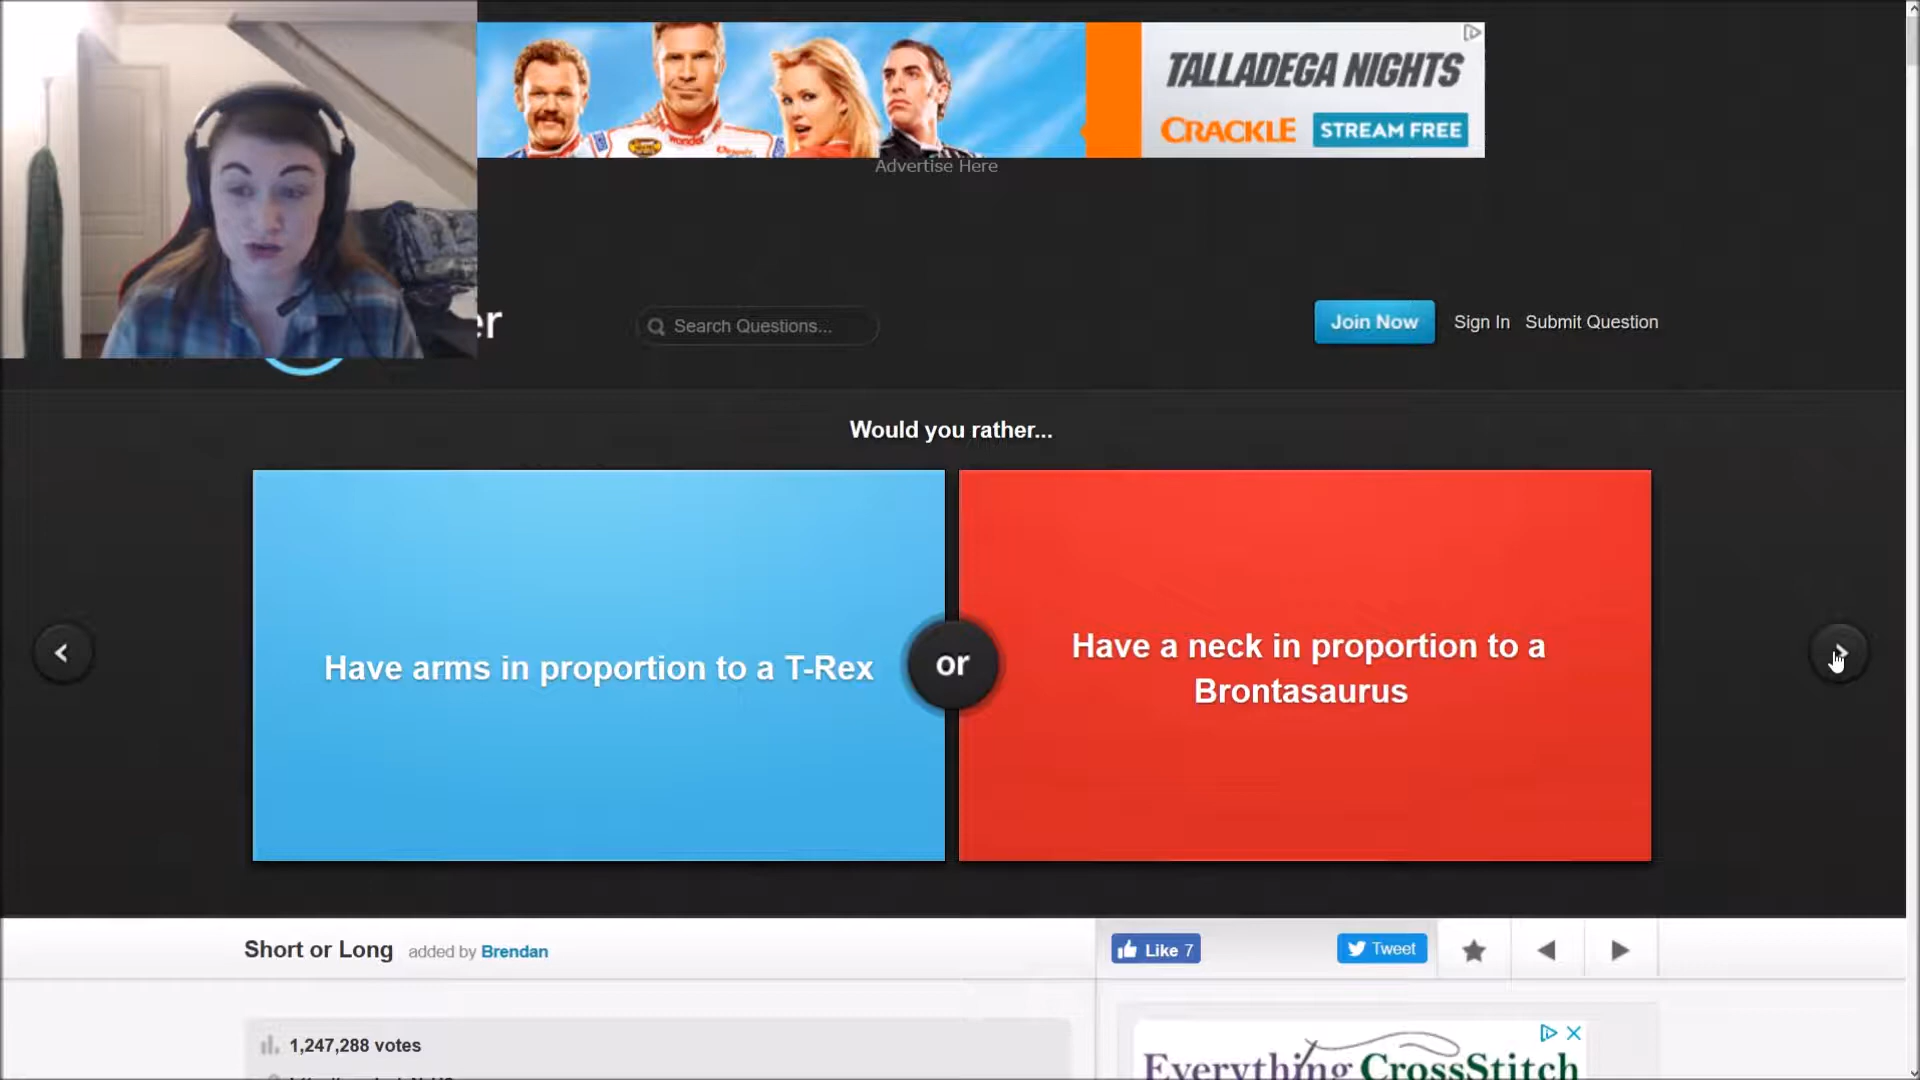 TALLADEGA NIGHTS
CRACKLE STREAM FREE
wonder
Advertise Here
er
Search Questions...
Join Now Sign In Submit Question
Would you rather...
Have arms in proportion to a T-Rex
or
Have a neck in proportion to a
Brontasaurus
Short or Long added by Brendan
Like 7
Tweet
1,247,288 votes
Everything CrossStitch